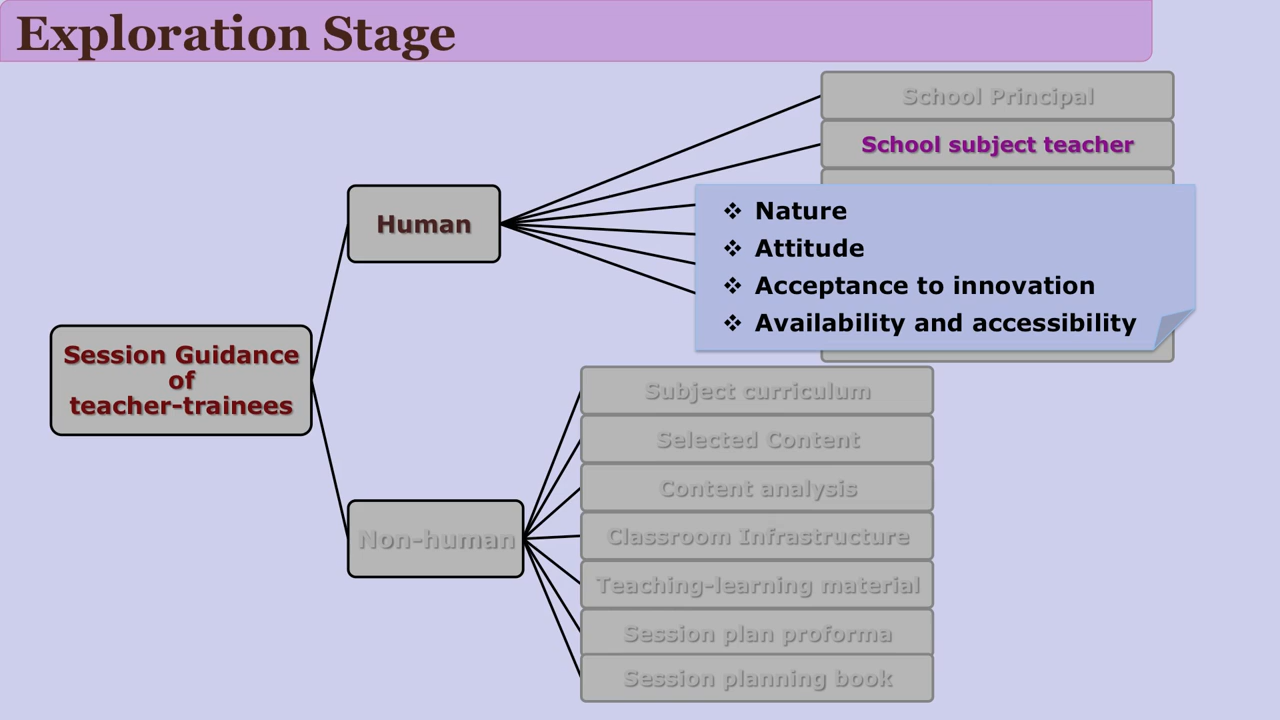 Exploration Stage
School Principal
School subject teacher
Human
❖ Nature
❖ Attitude
❖ Acceptance to innovation
❖ Availability and accessibility
Session Guidance
of
teacher-trainees
Subject curriculum
Selected Content
Content analysis
Non-human
Classroom Infrastructure
Teaching-learning material
Session plan proforma
Session planning book